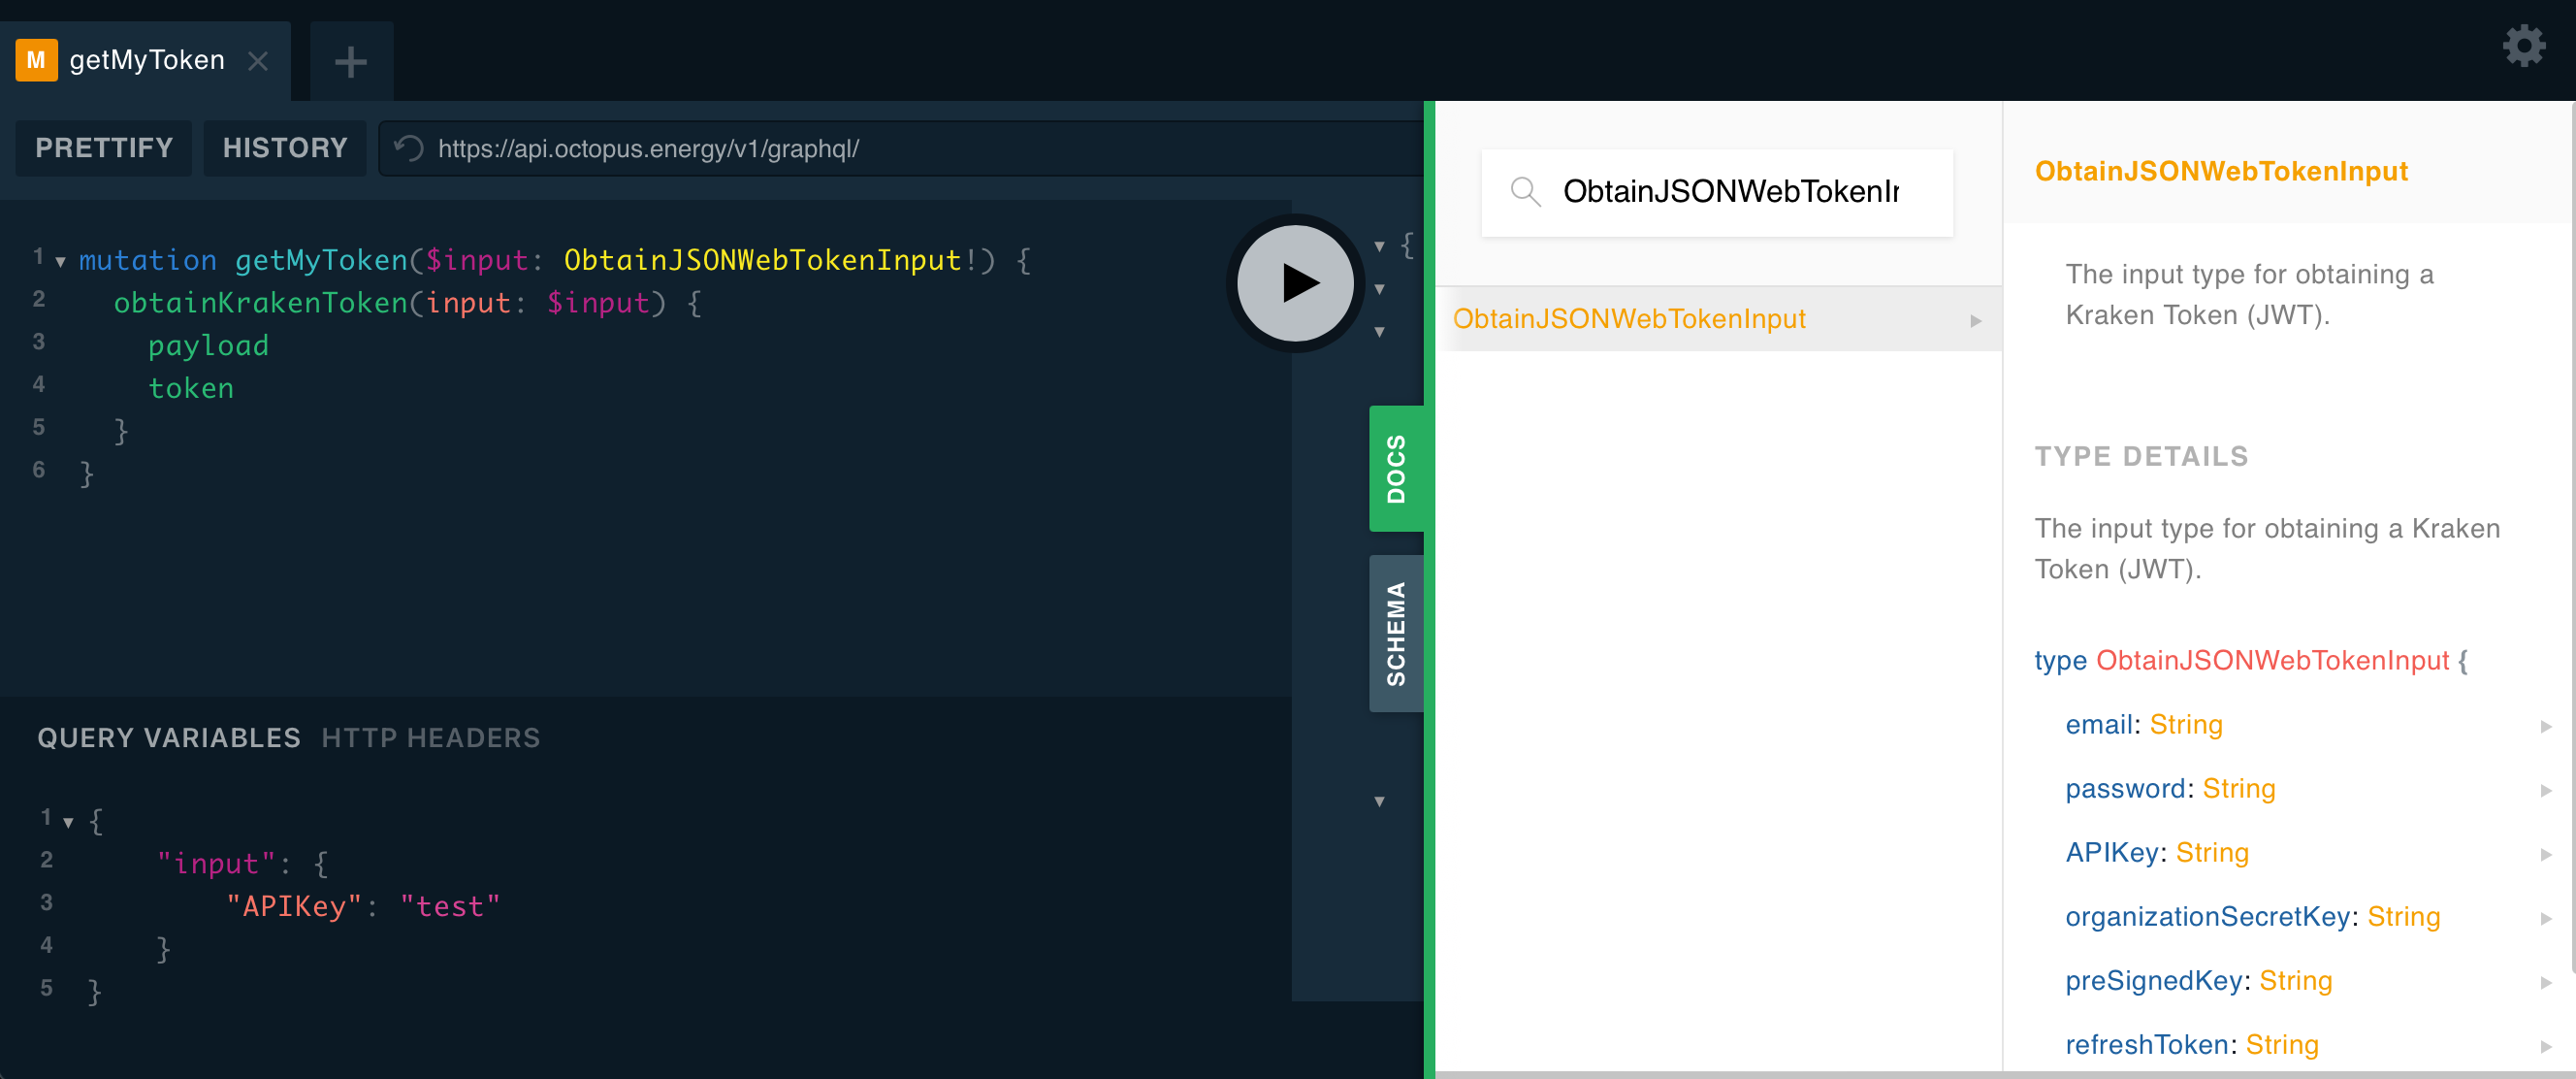 M getMyToken
PRETTIFY HISTORY https://api.octopus.energy/v1/graphql/
1 mutation getMyToken($input: ObtainJSONWebTokenInput!) {
2 obtainKrakenToken(input: $input) {
3 payload
4 token
5 }
6 }
QUERY VARIABLES HTTP HEADERS
1 {
2 "input": {
3 "APIKey": "test"
4 }
5 }
{
DOCS
SCHEMA
ObtainJSONWebTokenIn
ObtainJSONWebTokenInput
ObtainJSONWebTokenInput
The input type for obtaining a
Kraken Token (JWT).
TYPE DETAILS
The input type for obtaining a Kraken
Token (JWT).
type ObtainJSONWebTokenInput {
email: String
password: String
APIKey: String
organizationSecretKey: String
preSignedKey: String
refreshToken: String